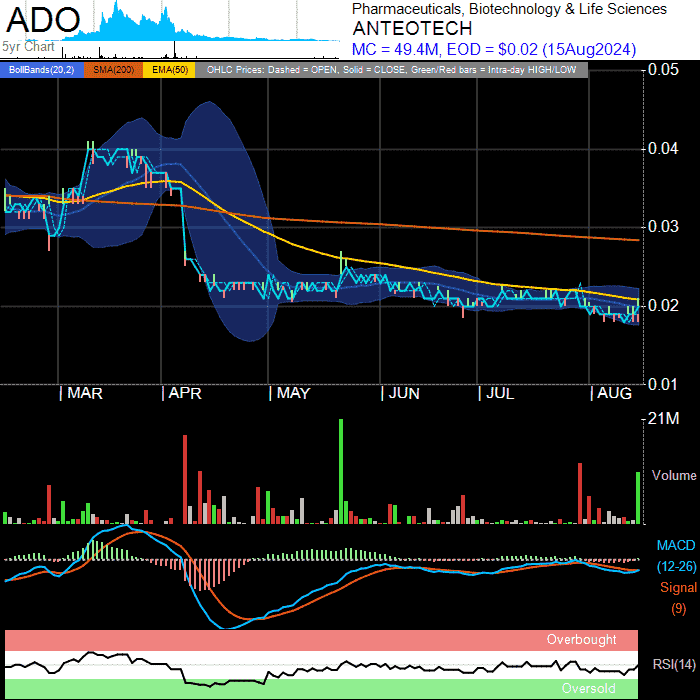 ADO
5yr Chart
Pharmaceuticals, Biotechnology & Life Sciences
ANTEOTECH
MC = 49.4M, EOD = $0.02 (15Aug2024)
BollBands(20,2) SMA(200) EMA(50) OHLC Prices: Dashed = OPEN, Solid = CLOSE, Green/Red bars = Intra-day HIGH/LOW
0.05
0.04
0.03
0.02
0.01
MAR APR MAY JUN JUL AUG
21M
Volume
MACD
(12-26)
Signal
(9)
Overbought
RSI(14)
Oversold